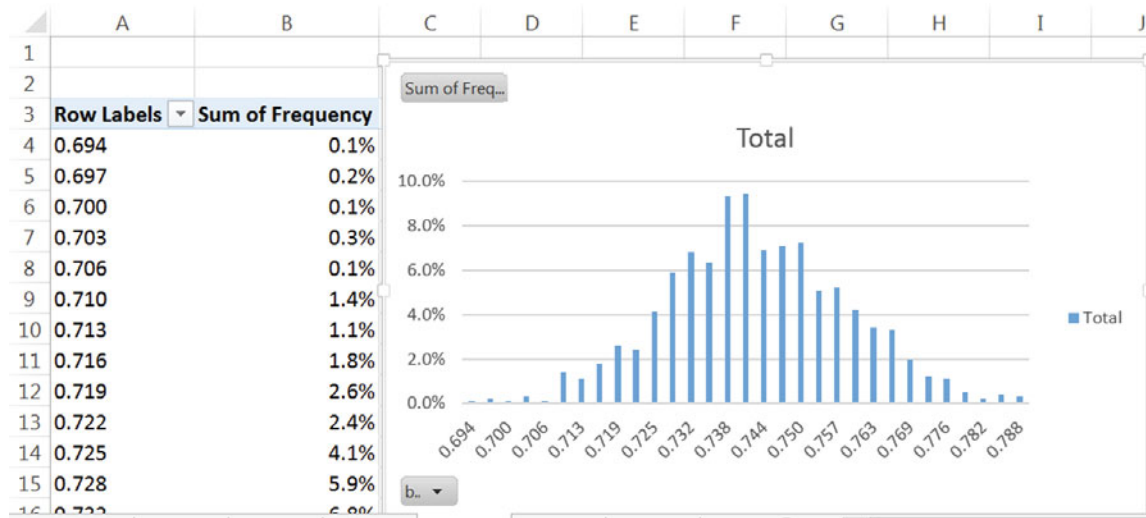 A B C D E F G H I J
1
2
Sum of Freq...
3 Row Labels Sum of Frequency
4 0.694 0.1%
5 0.697 0.2%
6 0.700 0.1%
7 0.703 0.3%
8 0.706 0.1%
9 0.710 1.4%
10 0.713 1.1%
11 0.716 1.8%
12 0.719 2.6%
13 0.722 2.4%
14 0.725 4.1%
15 0.728 5.9%
Total
10.0%
8.0%
6.0%
4.0%
2.0%
0.0%
0.694 0.700 0.706 0.713 0.719 0.725 0.732 0.738 0.744 0.750 0.757 0.763 0.769 0.776 0.782 0.788
Total
b..